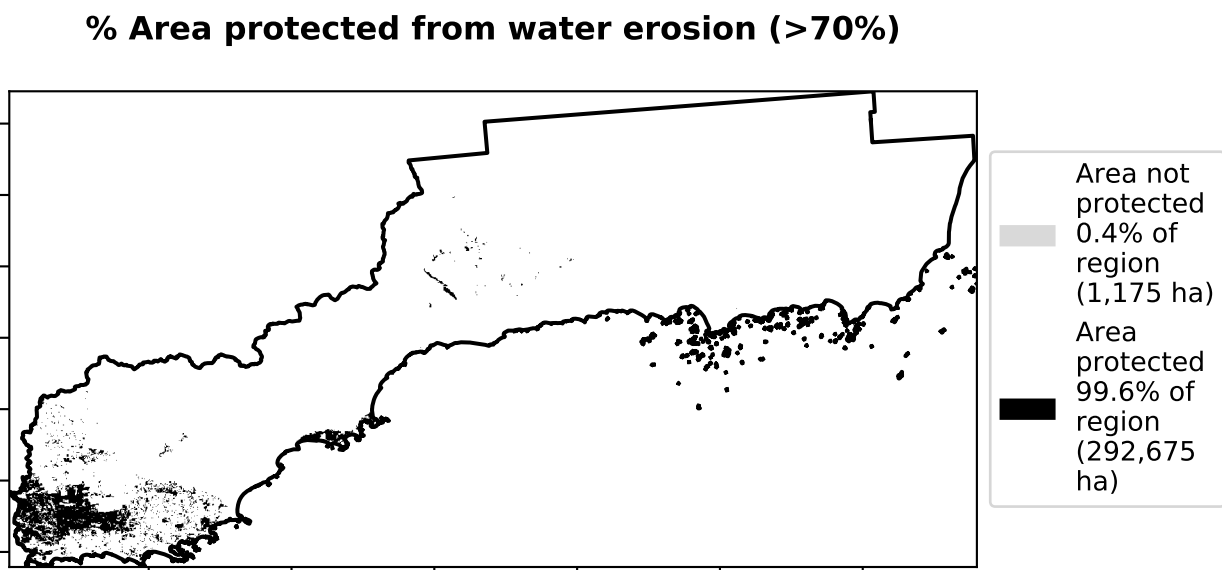 % Area protected from water erosion (>70%)
Area not
protected
0.4% of
region
(1,175 ha)
Area
protected
99.6% of
region
(292,675
ha)